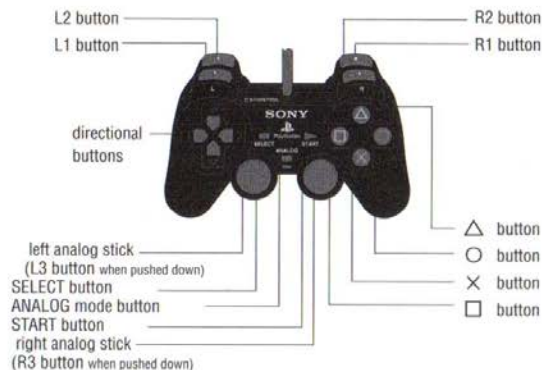 L2 button
L1 button
R2 button
R1 button
SONY
PlayStation
SELECT
START
ANALOG
directional
buttons
left analog stick
(L3 button when pushed down)
SELECT button
ANALOG mode button
START button
right analog stick
(R3 button when pushed down)
△ button
○ button
× button
□ button